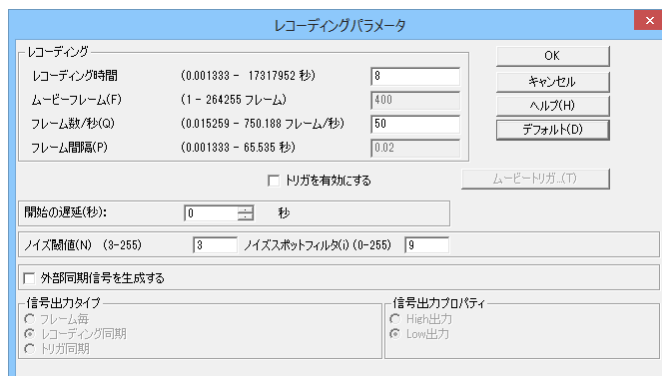 レコーディングパラメータ
レコーディング
レコーディング時間 (0.001333 - 17317952 秒) 8
ムービーフレーム(F) (1 - 264255 フレーム) 400
フレーム数/秒(Q) (0.015259 - 750.188 フレーム/秒) 50
フレーム間隔(P) (0.001333 - 65.535 秒) 0.02
OK
キャンセル
ヘルプ(H)
デフォルト(D)
トリガを有効にする
ムービートリガ...(T)
開始の遅延(秒): 0 秒
ノイズ閾値(N) (3-255) 3 ノイズスポットフィルタ(i) (0-255) 9
外部同期信号を生成する
信号出力タイプ
フレーム毎
レコーディング同期
トリガ同期
信号出力プロパティ
High出力
Low出力